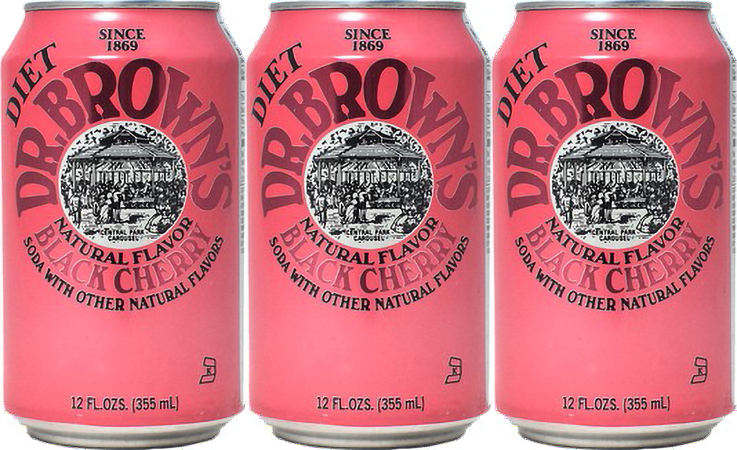 SINCE
1869
DIET
DR. BROWN'S
CENTRAL PARK
CAROUSEL
NATURAL FLAVOR
BLACK CHERRY
SODA WITH OTHER NATURAL FLAVORS
K
12 FL.OZS. (355 mL)
SINCE
1869
DIET
DR. BROWN'S
CENTRAL PARK
CAROUSEL
NATURAL FLAVOR
BLACK CHERRY
SODA WITH OTHER NATURAL FLAVORS
K
12 FL.OZS. (355 mL)
SINCE
1869
DIET
DR. BROWN'S
CENTRAL PARK
CAROUSEL
NATURAL FLAVOR
BLACK CHERRY
SODA WITH OTHER NATURAL FLAVORS
K
12 FL.OZS. (355 mL)